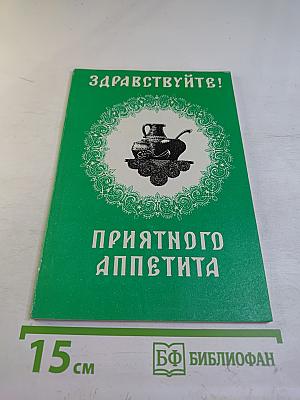 ЗДРАВСТВУЙТЕ!
ПРИЯТНОГО
АППЕТИТА
15 см
БФ БИБЛИОФАН